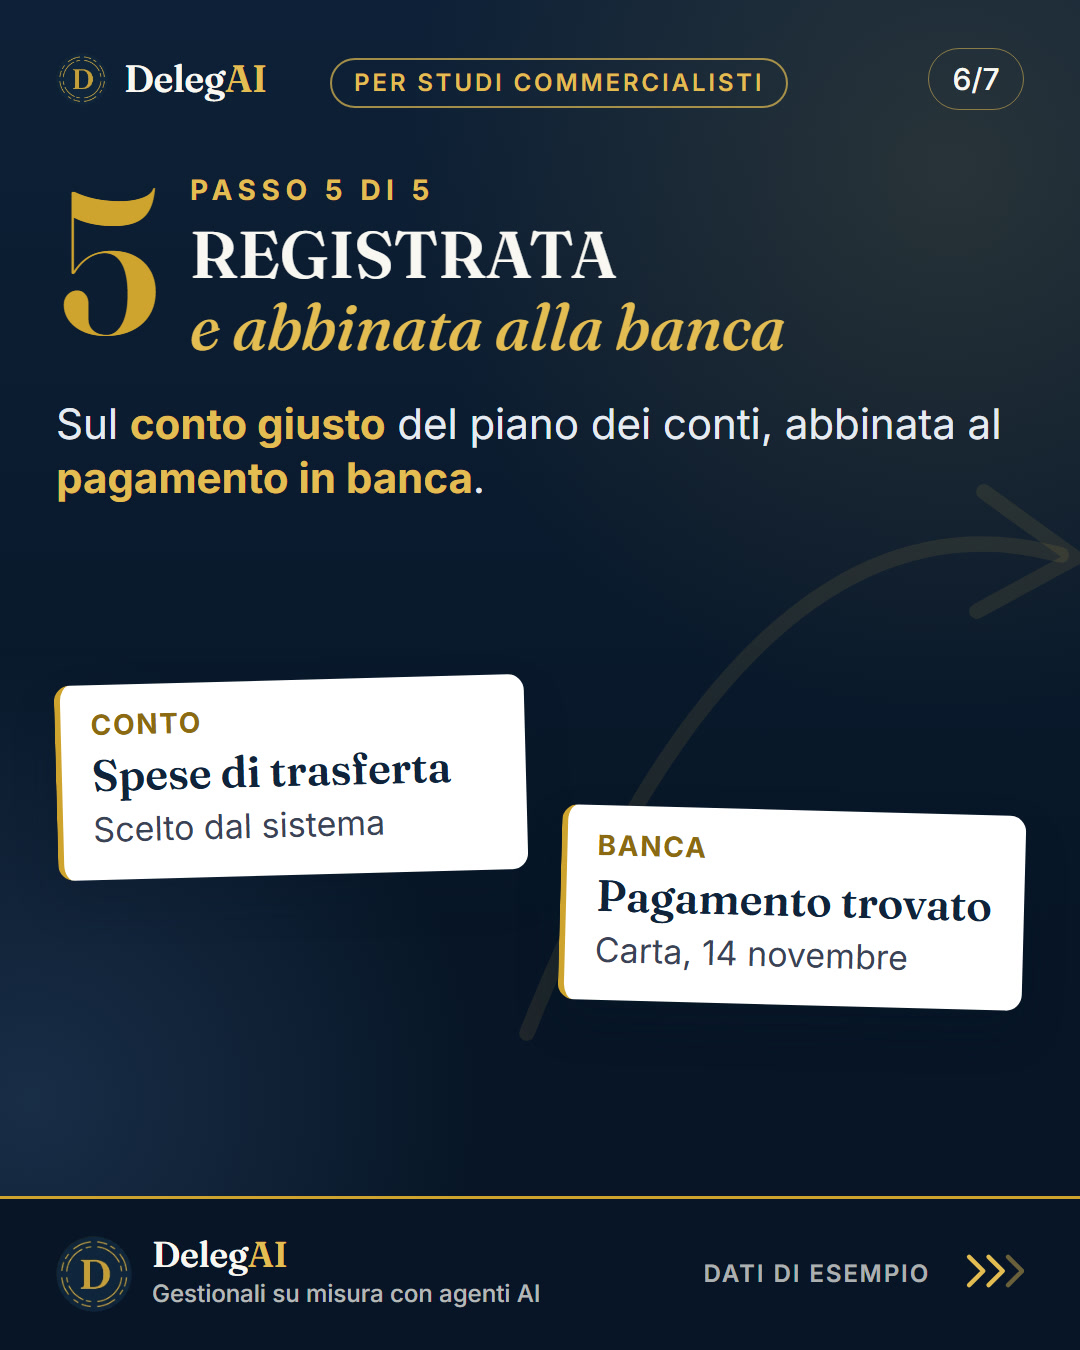 D DelegAI
PER STUDI COMMERCIALISTI
6/7
5
PASSO 5 DI 5
REGISTRATA
e abbinata alla banca
Sul conto giusto del piano dei conti, abbinata al
pagamento in banca.
CONTO
Spese di trasferta
Scelto dal sistema
BANCA
Pagamento trovato
Carta, 14 novembre
D DelegAI
Gestionali su misura con agenti AI
DATI DI ESEMPIO